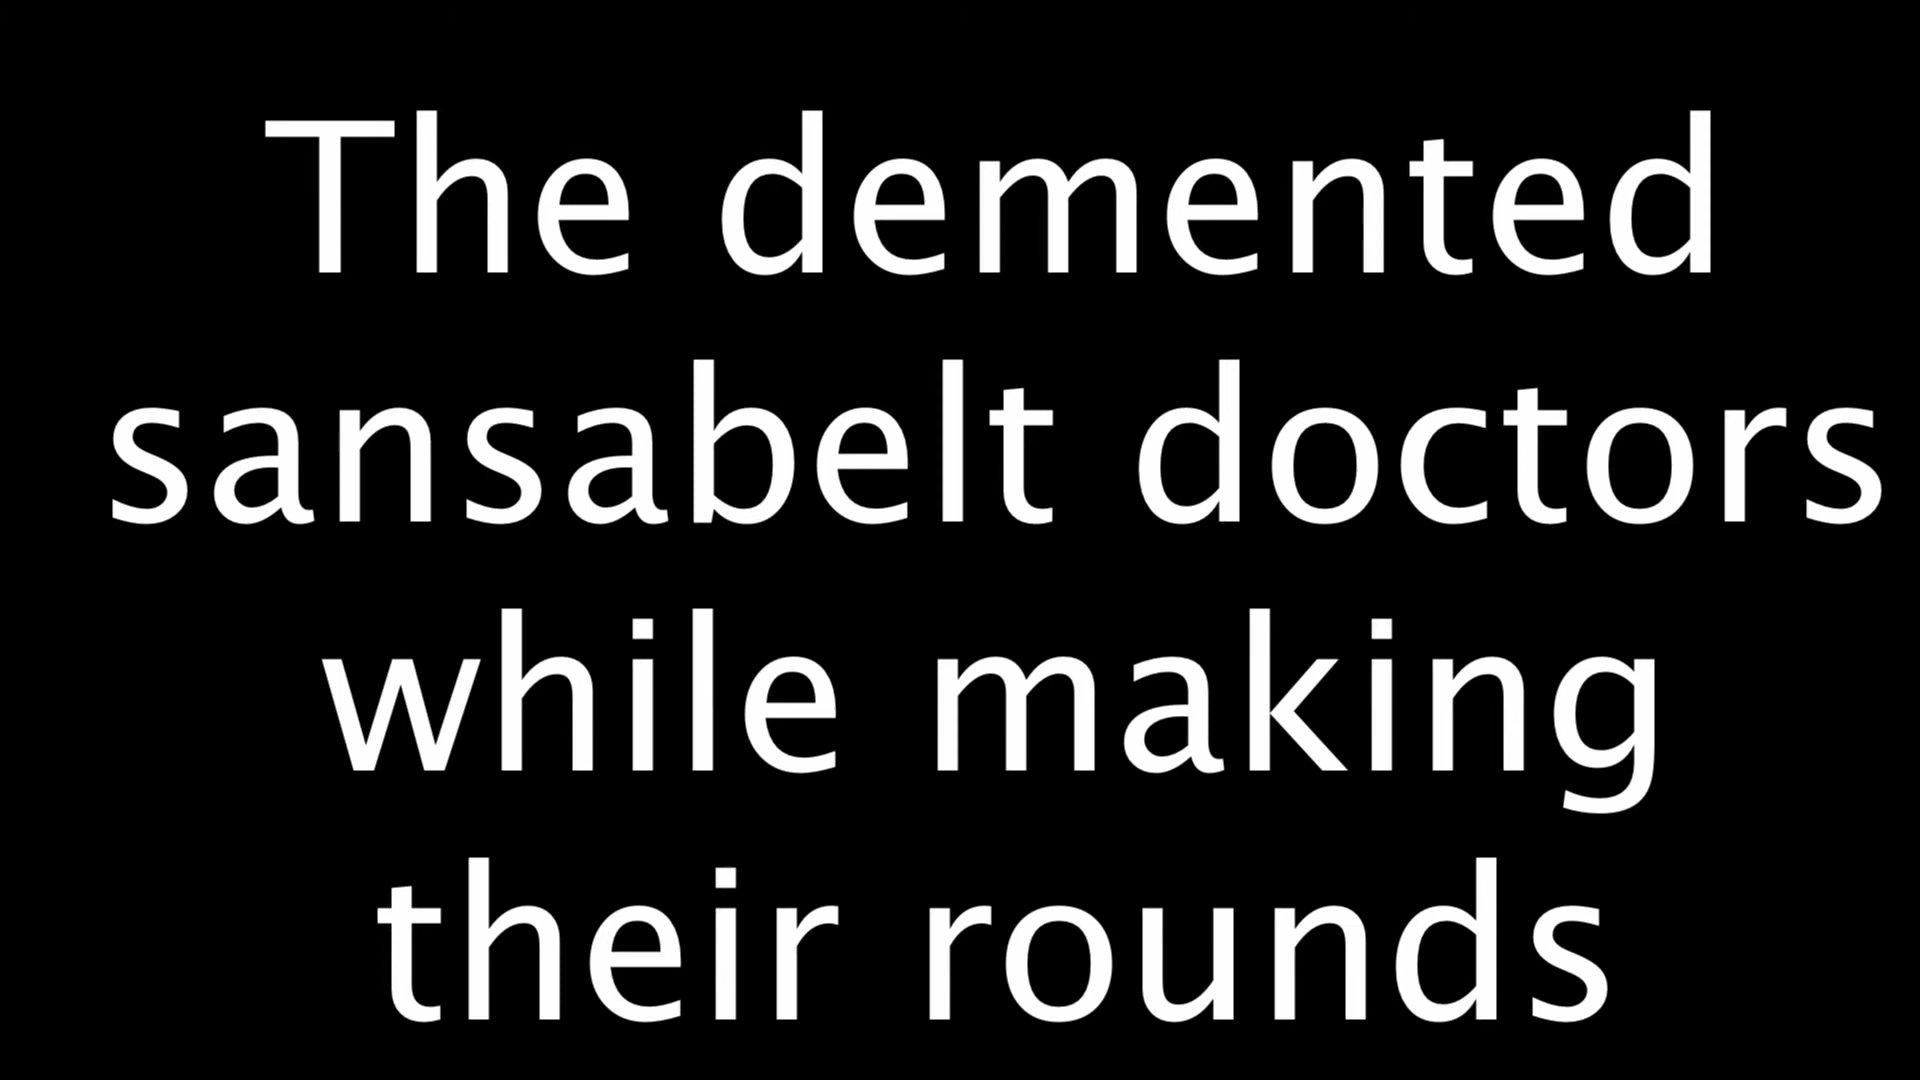 The demented
sansabelt doctors
while making
their rounds